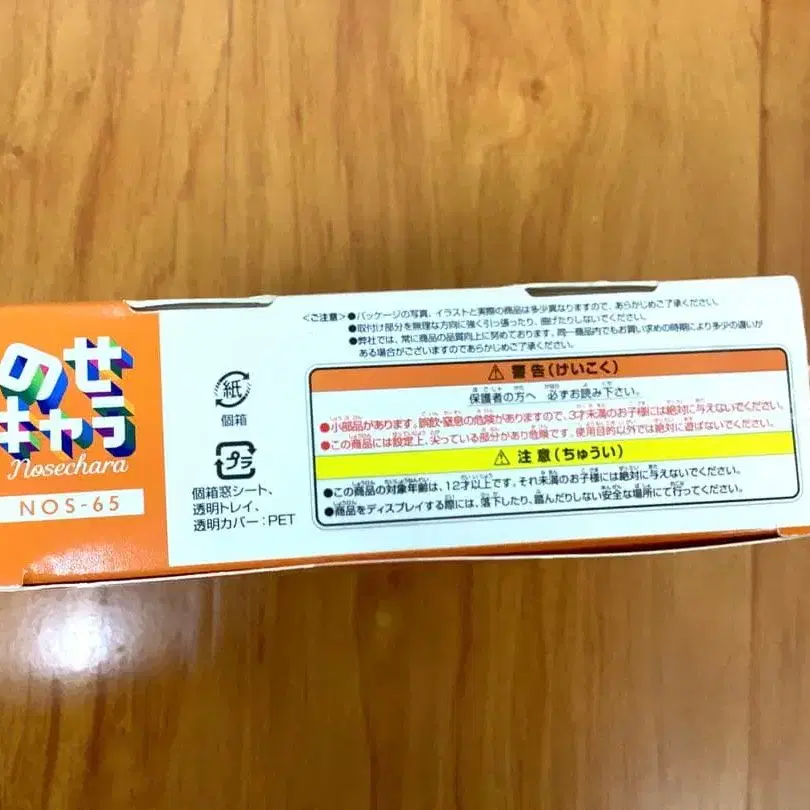 のせ
キャラ
Nosechara
NOS-65
紙
個箱
プラ
個箱窓シート、
透明トレイ、
透明カバー：PET
<ご注意>●パッケージの写真、イラストと実際の商品は多少異なりますので、あらかじめご了承ください。
●取付け部分を無理な方向に強く引っ張ったり、曲げたりしないでください。
●弊社では、常に商品の品質向上に努めております。同一商品内でもお買い求めの時期により多少の違いが
ある場合がございますのであらかじめご了承ください。
⚠ 警告(けいこく)
保護者の方へ 必ずお読み下さい。
●小部品があります。誤飲・窒息の危険がありますので、3才未満のお子様には絶対に与えないでください。
●この商品には設定上、尖っている部分があり危険です。使用目的以外では絶対に遊ばないでください。
⚠ 注意(ちゅうい)
●この商品の対象年齢は、12才以上です。それ未満のお子様には絶対に与えないでください。
●商品をディスプレイする際には、落下したり、踏んだりしない安全な場所にて行ってください。